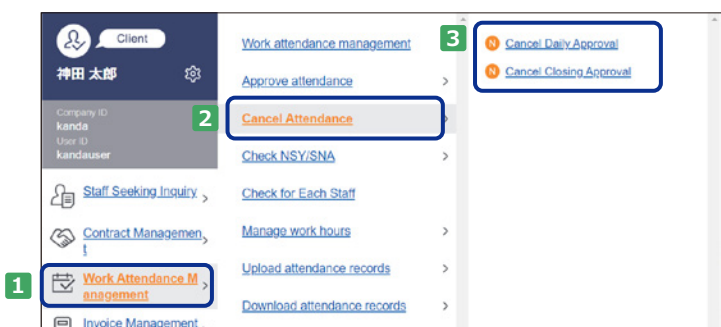 Client
神田 太郎
Company ID
kanda
User ID
kandauser
Staff Seeking Inquiry
Contract Managemen
t
1
Work Attendance M
anagement
Invoice Management
Work attendance management
Approve attendance
2
Cancel Attendance
Check NSY/SNA
Check for Each Staff
Manage work hours
Upload attendance records
Download attendance records
3
N Cancel Daily Approval
N Cancel Closing Approval